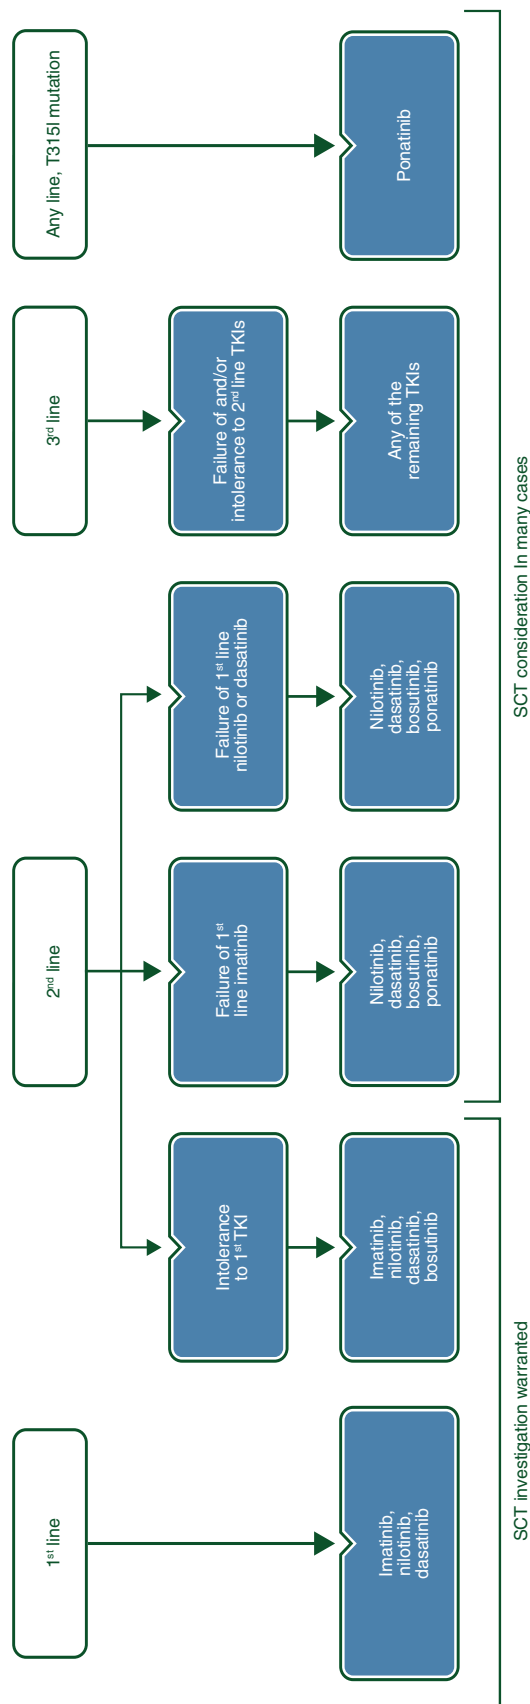 1st line
2nd line
3rd line
Any line, T315I mutation
Intolerance
to 1st TKI
Failure of 1st
line imatinib
Failure of 1st line
nilotinib or dasatinib
Failure of and/or
intolerance to 2nd line TKIs
Imatinib,
nilotinib,
dasatinib
Imatinib,
nilotinib,
dasatinib,
bosutinib
Nilotinib,
dasatinib,
bosutinib,
ponatinib
Nilotinib,
dasatinib,
bosutinib,
ponatinib
Any of the
remaining TKIs
Ponatinib
SCT investigation warranted
SCT consideration In many cases